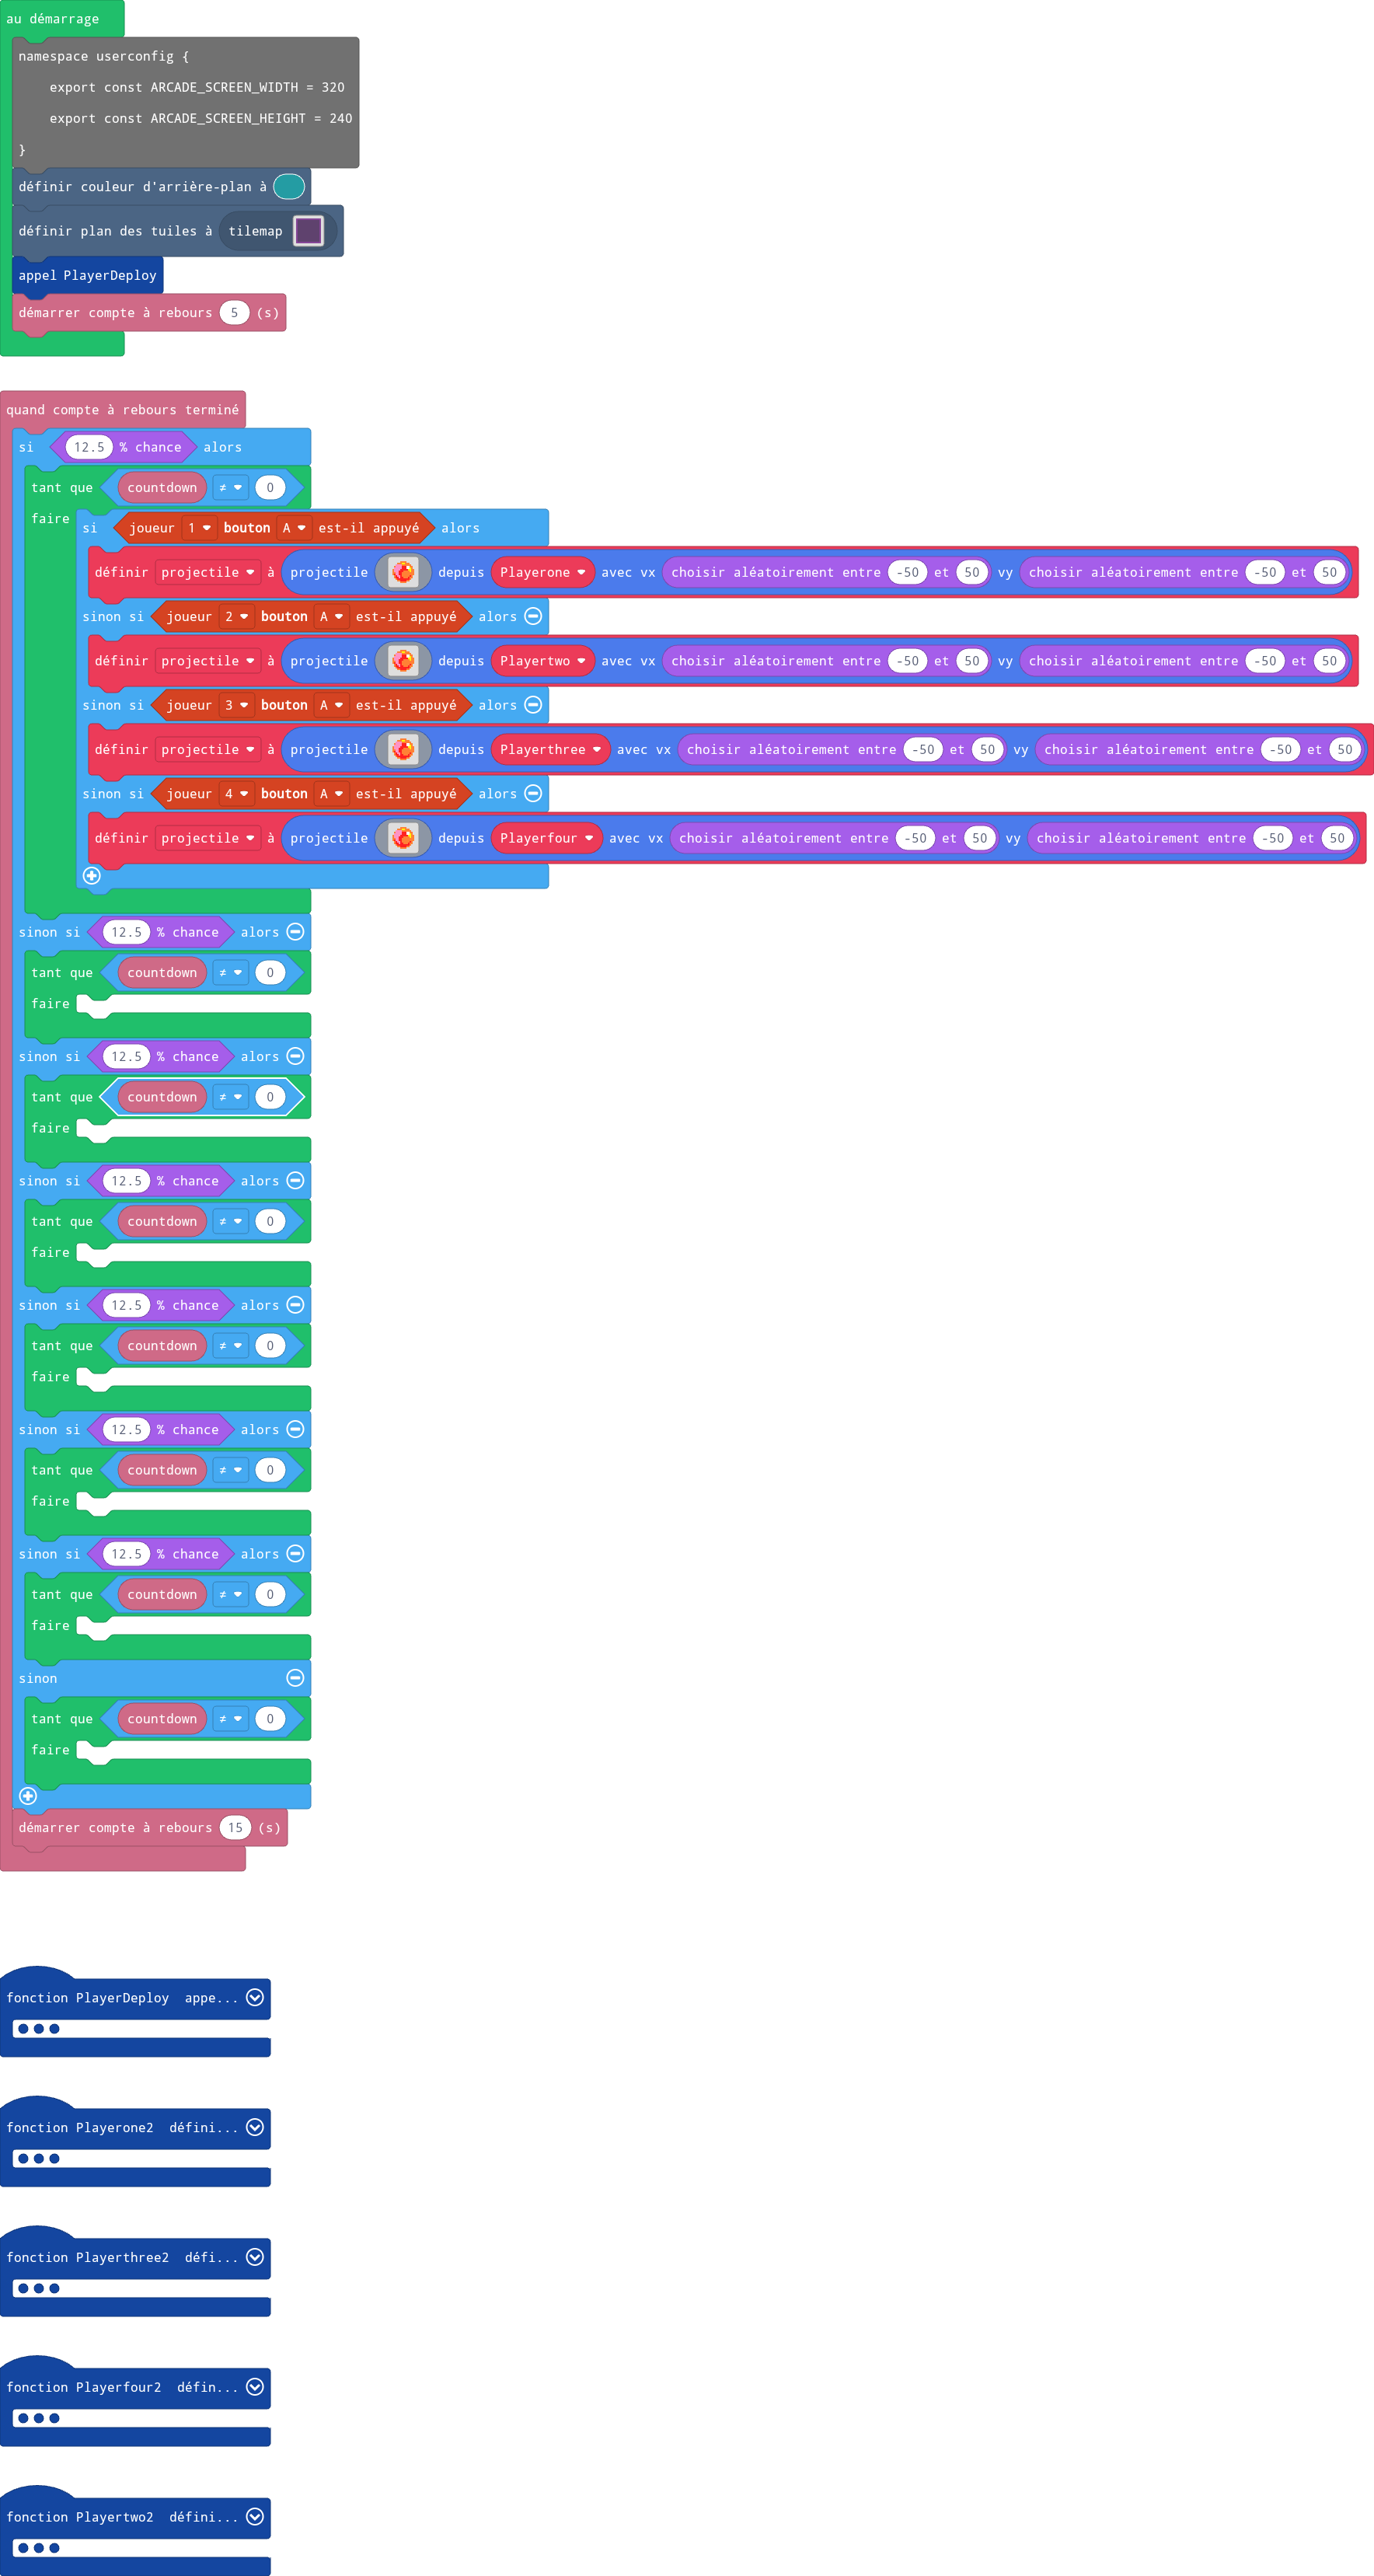 au démarrage
namespace userconfig {
export const ARCADE_SCREEN_WIDTH = 320
export const ARCADE_SCREEN_HEIGHT = 240
}
définir couleur d'arrière-plan à
définir plan des tuiles à tilemap
appel PlayerDeploy
démarrer compte à rebours 5 (s)
quand compte à rebours terminé
si 12.5 % chance alors
tant que countdown ≠ 0
faire
si joueur 1 bouton A est-il appuyé alors
définir projectile à projectile depuis Playerone avec vx choisir aléatoirement entre -50 et 50 vy choisir aléatoirement entre -50 et 50
sinon si joueur 2 bouton A est-il appuyé alors
définir projectile à projectile depuis Playertwo avec vx choisir aléatoirement entre -50 et 50 vy choisir aléatoirement entre -50 et 50
sinon si joueur 3 bouton A est-il appuyé alors
définir projectile à projectile depuis Playerthree avec vx choisir aléatoirement entre -50 et 50 vy choisir aléatoirement entre -50 et 50
sinon si joueur 4 bouton A est-il appuyé alors
définir projectile à projectile depuis Playerfour avec vx choisir aléatoirement entre -50 et 50 vy choisir aléatoirement entre -50 et 50
sinon si 12.5 % chance alors
tant que countdown ≠ 0
faire
sinon si 12.5 % chance alors
tant que countdown ≠ 0
faire
sinon si 12.5 % chance alors
tant que countdown ≠ 0
faire
sinon si 12.5 % chance alors
tant que countdown ≠ 0
faire
sinon si 12.5 % chance alors
tant que countdown ≠ 0
faire
sinon si 12.5 % chance alors
tant que countdown ≠ 0
faire
sinon
tant que countdown ≠ 0
faire
démarrer compte à rebours 15 (s)
fonction PlayerDeploy appe...
fonction Playerone2 défini...
fonction Playerthree2 défi...
fonction Playerfour2 défin...
fonction Playertwo2 défini...